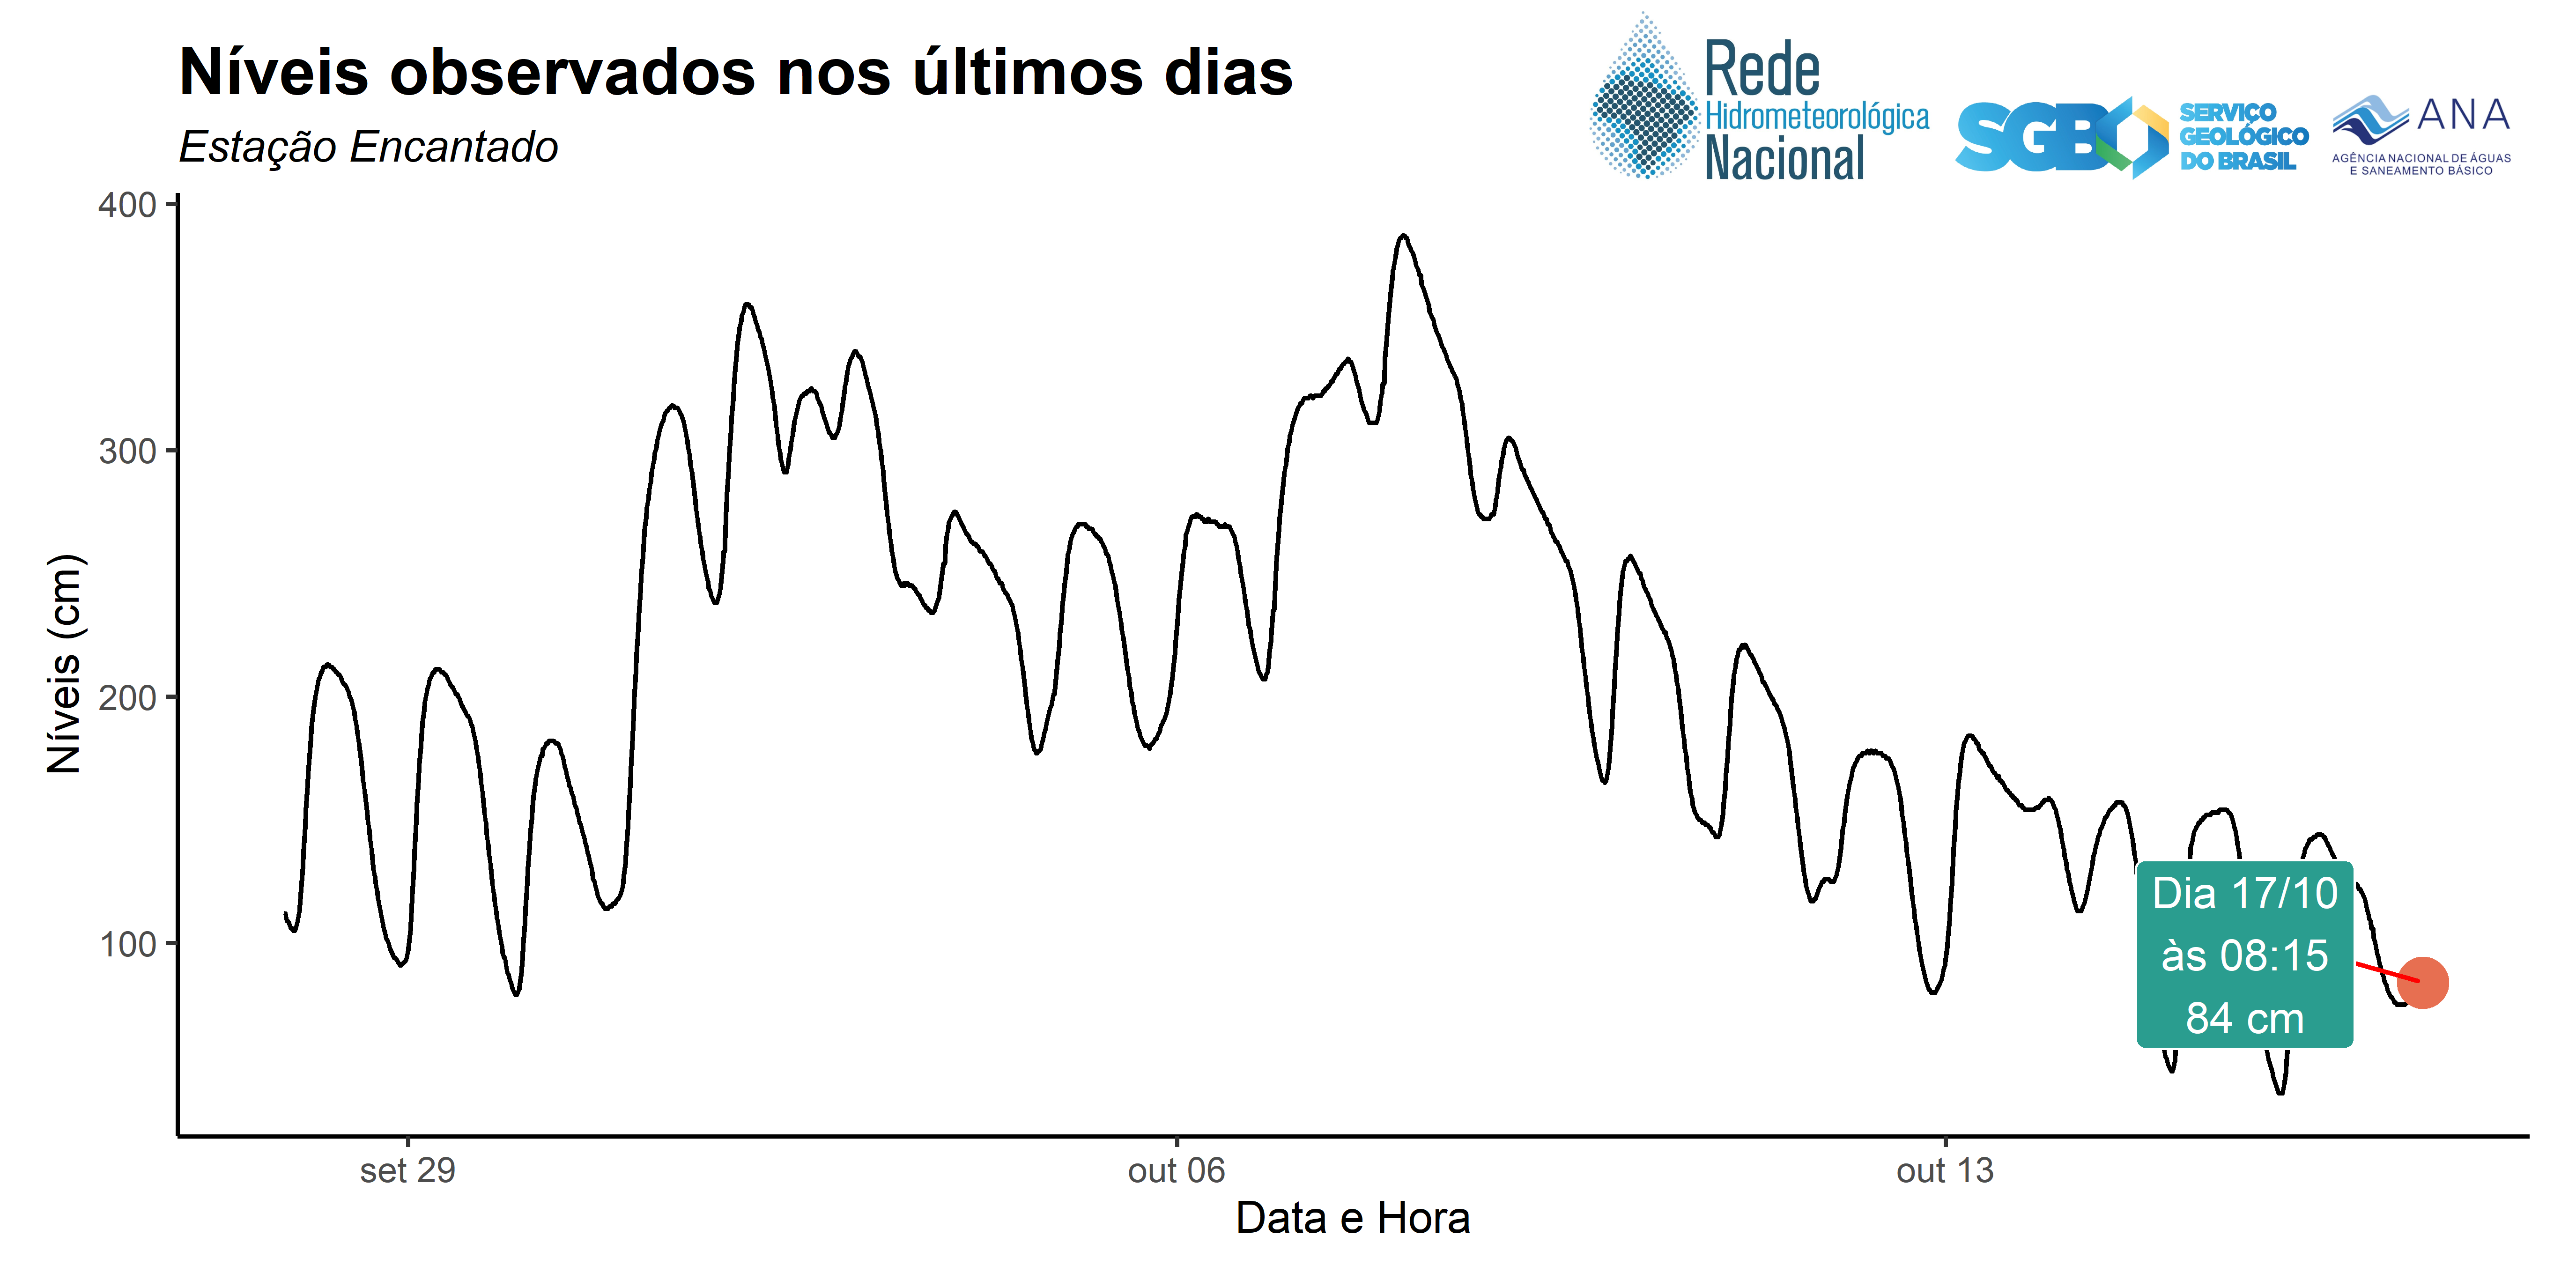 Níveis observados nos últimos dias
Estação Encantado
Rede
Hidrometeorológica
Nacional
SGB
SERVIÇO
GEOLÓGICO
DO BRASIL
ANA
AGÊNCIA NACIONAL DE ÁGUAS
E SANEAMENTO BÁSICO
400
300
200
100
Níveis (cm)
Dia 17/10
às 08:15
84 cm
set 29
out 06
out 13
Data e Hora